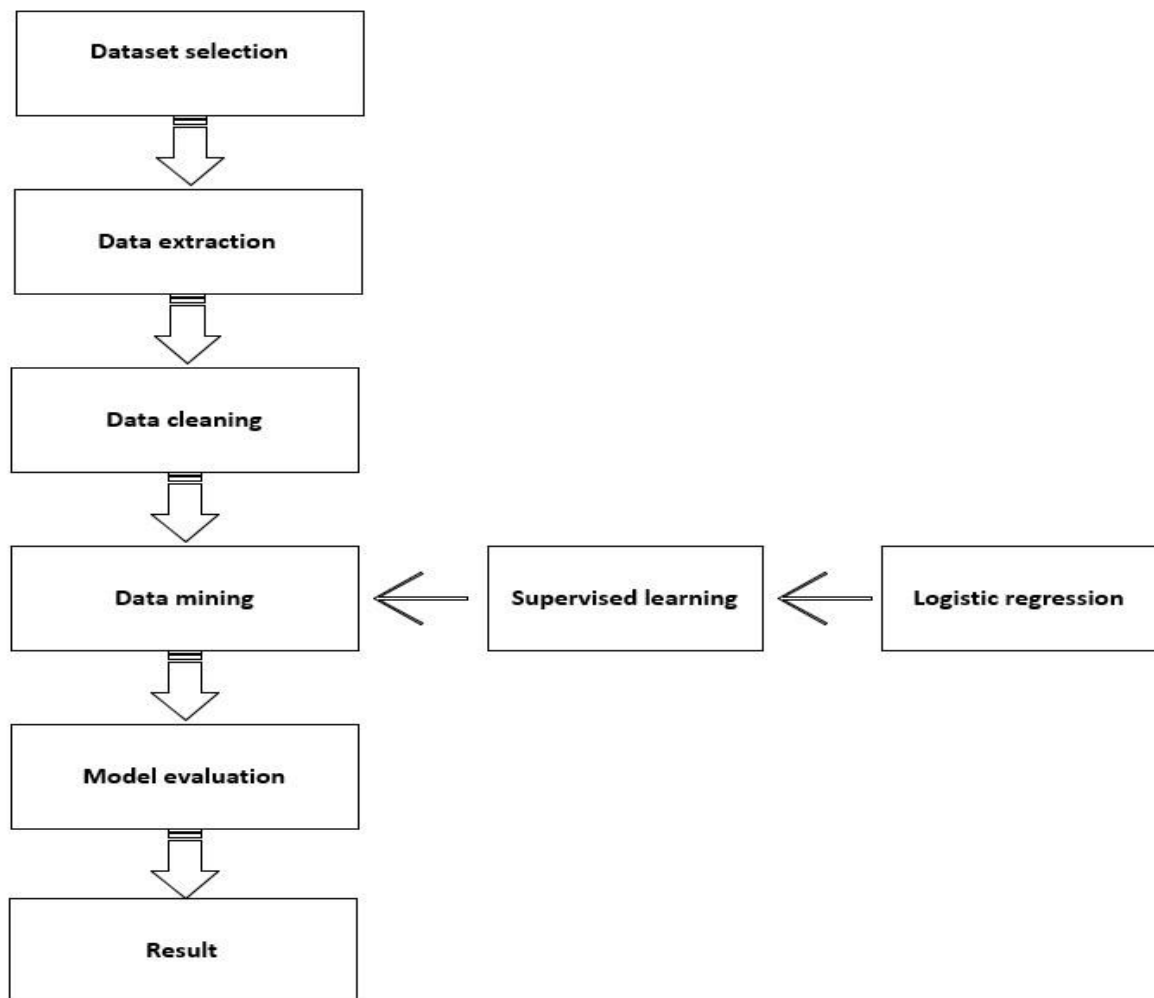 Dataset selection
Data extraction
Data cleaning
Data mining
Supervised learning
Logistic regression
Model evaluation
Result